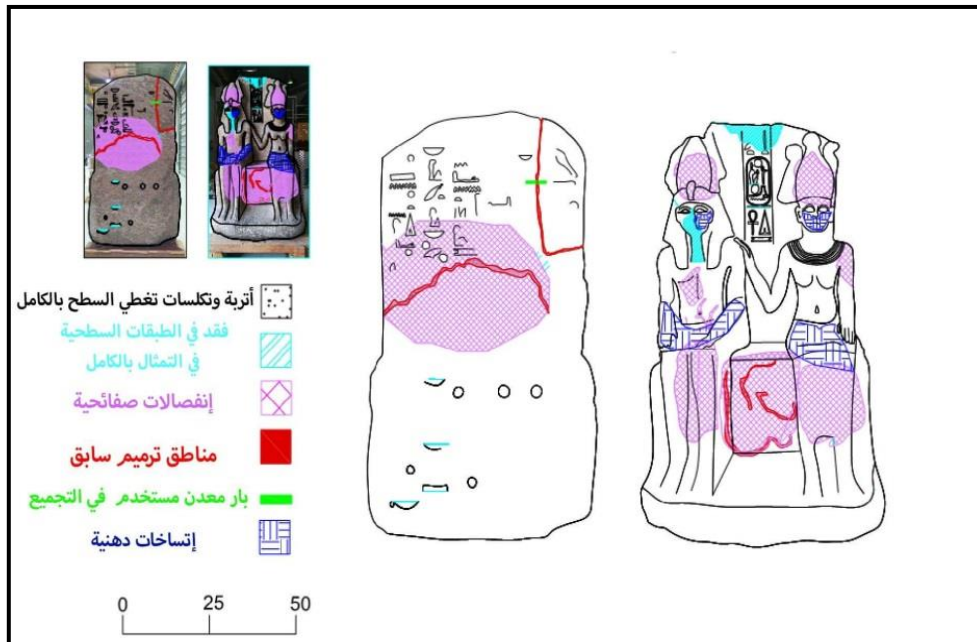 أتربة وتكلسات تغطي السطح بالكامل
فقد في الطبقات السطحية
في التمثال بالكامل
إنفصالات صفائحية
مناطق ترميم سابق
بار معدن مستخدم في التجميع
إتساخات دهنية
0 25 50